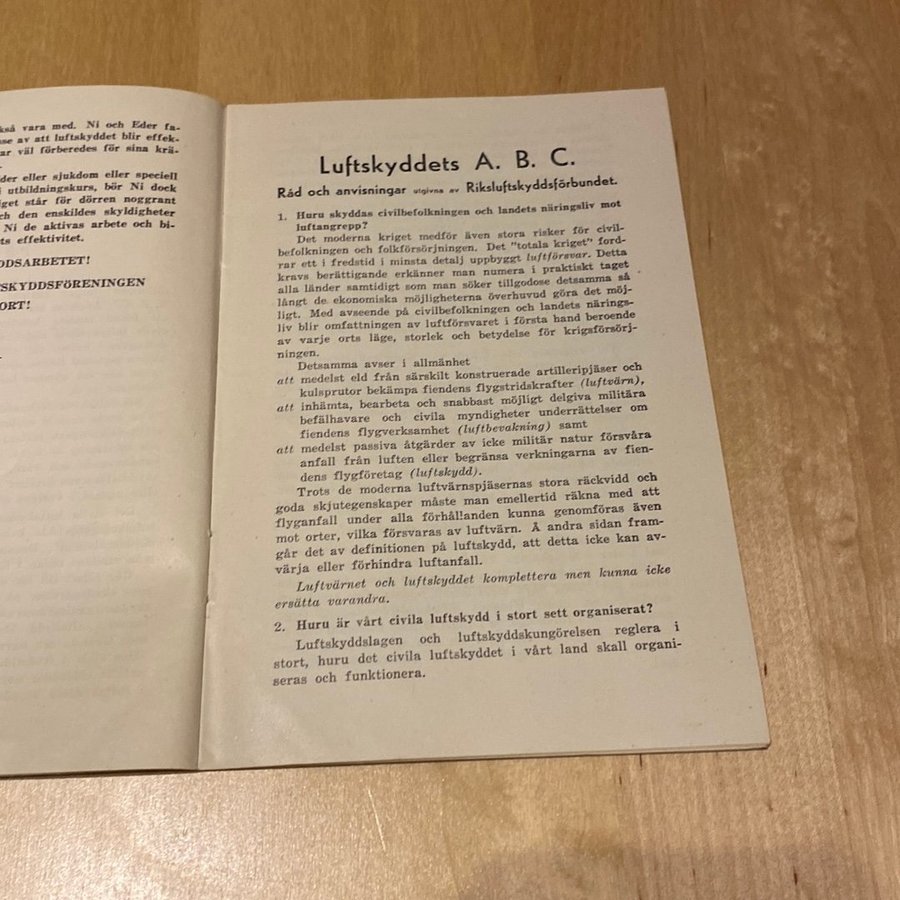 kså vara med. Ni och Eder fa-
se av att luftskyddet blir effek-
ar väl förberedes för sina krä-
der eller sjukdom eller speciell
i utbildningskurs, bör Ni dock
iget står för dörren noggrant
ch den enskildes skyldigheter
Ni de aktivas arbete och bi-
ts effektivitet.
DDSARBETET!
SKYDDSFÖRENINGEN
ORT!
Luftskyddets A. B. C.
Råd och anvisningar utgivna av Riksluftskyddsförbundet.
1. Huru skyddas civilbefolkningen och landets näringsliv mot
luftangrepp?
Det moderna kriget medför även stora risker för civil-
befolkningen och folkförsörjningen. Det "totala kriget" ford-
rar ett i fredstid i minsta detalj uppbyggt luftförsvar. Detta
kravs berättigande erkänner man numera i praktiskt taget
alla länder samtidigt som man söker tillgodose detsamma så
långt de ekonomiska möjligheterna överhuvud göra det möj-
ligt. Med avseende på civilbefolkningen och landets närings-
liv blir omfattningen av luftförsvaret i första hand beroende
av varje orts läge, storlek och betydelse för krigsförsörj-
ningen.
Detsamma avser i allmänhet
att medelst eld från särskilt konstruerade artilleripjäser och
kulsprutor bekämpa fiendens flygstridskrafter (luftvärn),
att inhämta, bearbeta och snabbast möjligt delgiva militära
befälhavare och civila myndigheter underrättelser om
fiendens flygverksamhet (luftbevakning) samt
att medelst passiva åtgärder av icke militär natur försvåra
anfall från luften eller begränsa verkningarna av fien-
dens flygföretag (luftskydd).
Trots de moderna luftvärnspjäsernas stora räckvidd och
goda skjutegenskaper måste man emellertid räkna med att
flyganfall under alla förhållanden kunna genomföras även
mot orter, vilka försvaras av luftvärn. Å andra sidan fram-
går det av definitionen på luftskydd, att detta icke kan av-
värja eller förhindra luftanfall.
Luftvärnet och luftskyddet komplettera men kunna icke
ersätta varandra.
2. Huru är vårt civila luftskydd i stort sett organiserat?
Luftskyddslagen och luftskyddskungörelsen reglera i
stort, huru det civila luftskyddet i vårt land skall organi-
seras och funktionera.